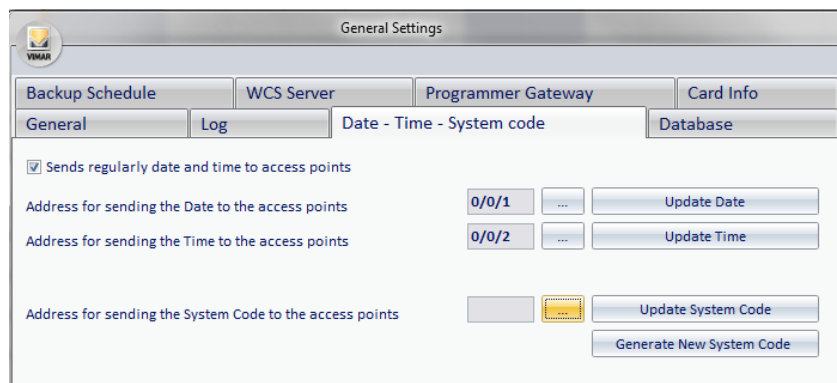 General Settings
VIMAR
Backup Schedule WCS Server Programmer Gateway Card Info
General Log Date - Time - System code Database
Sends regularly date and time to access points
Address for sending the Date to the access points 0/0/1 ... Update Date
Address for sending the Time to the access points 0/0/2 ... Update Time
Address for sending the System Code to the access points ... Update System Code
Generate New System Code